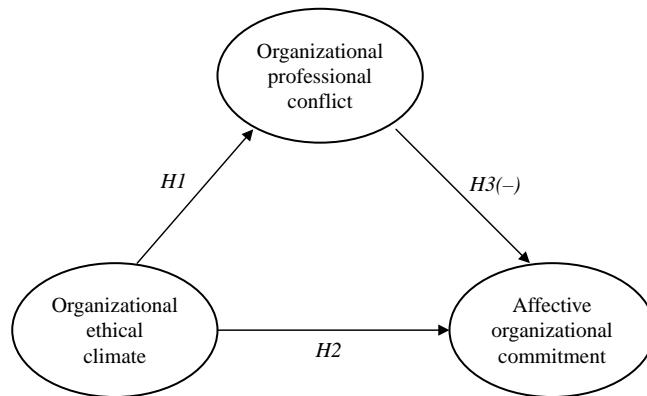 Organizational
professional
conflict
H1
H3(–)
Organizational
ethical
climate
H2
Affective
organizational
commitment